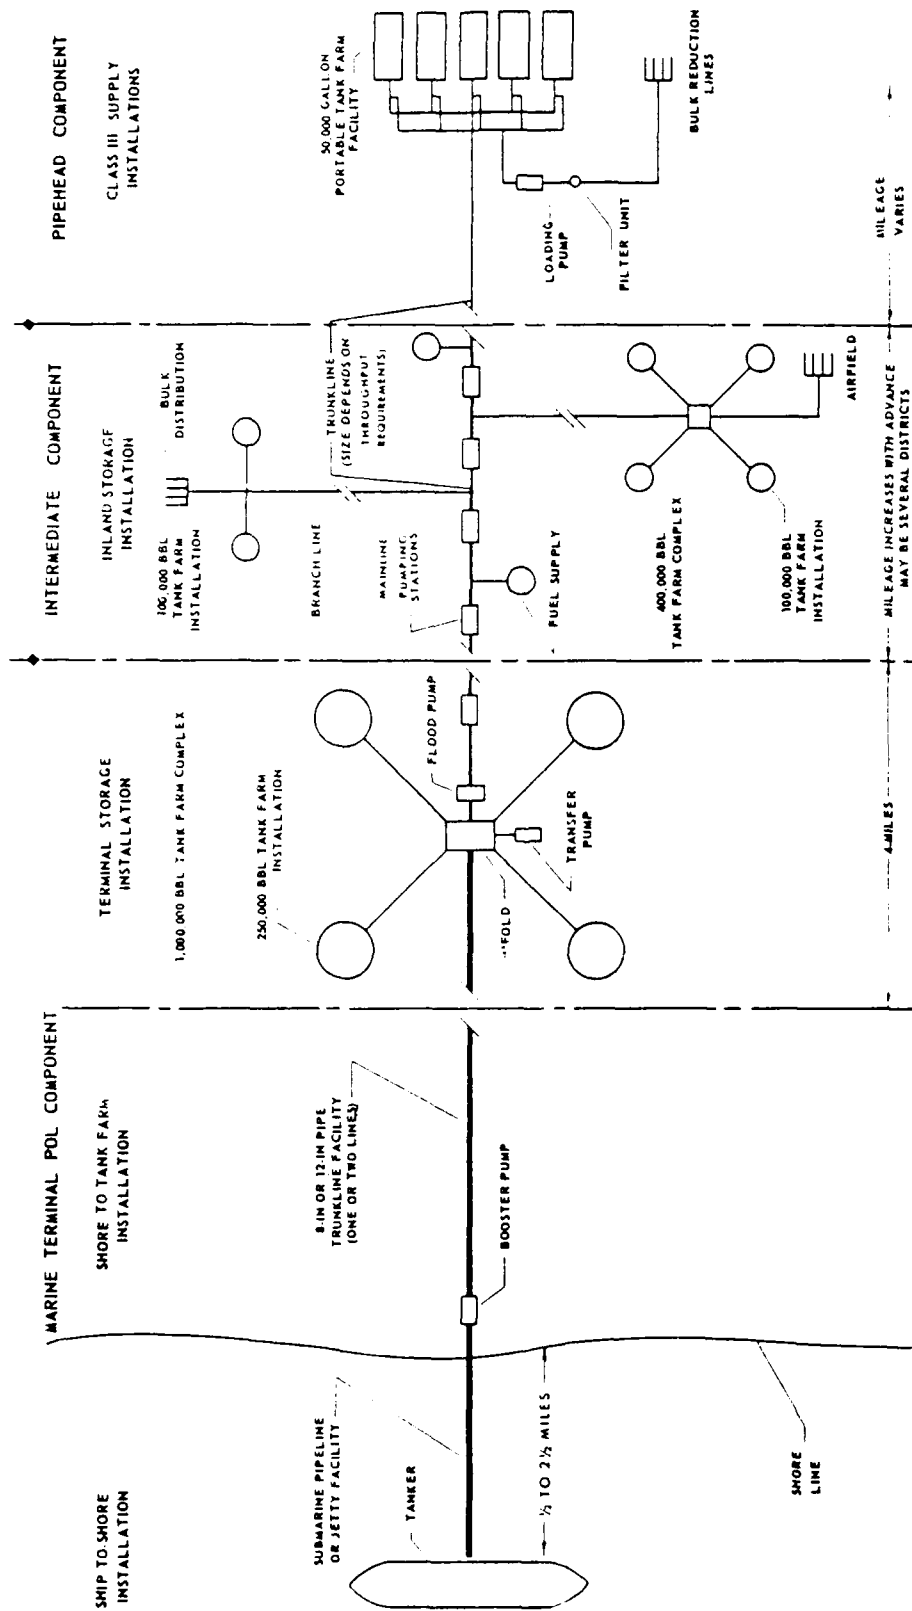 MARINE TERMINAL POL COMPONENT
INTERMEDIATE COMPONENT
PIPEHEAD COMPONENT
SHIP TO-SHORE
INSTALLATION
SHORE TO TANK FARM
INSTALLATION
TERMINAL STORAGE
INSTALLATION
INLAND STORAGE
INSTALLATION
CLASS III SUPPLY
INSTALLATIONS
1,000,000 BBL TANK FARM COMPLEX
250,000 BBL TANK FARM
INSTALLATION
100,000 BBL
TANK FARM
INSTALLATION
BULK
DISTRIBUTION
SUBMARINE PIPELINE
OR JETTY FACILITY
8-IN OR 12-IN PIPE
TRUNKLINE FACILITY
(ONE OR TWO LINES)
BRANCH LINE
TRUNKLINE
(SIZE DEPENDS ON
THROUGHPUT
REQUIREMENTS)
50,000 GALLON
PORTABLE TANK FARM
FACILITY
TANKER
MAINLINE
PUMPING
STATIONS
FLOOD PUMP
BOOSTER PUMP
FOLD
TRANSFER
PUMP
FUEL SUPPLY
LOADING
PUMP
FILTER UNIT
BULK REDUCTION
LINES
½ TO 2½ MILES
400,000 BBL
TANK FARM COMPLEX
100,000 BBL
TANK FARM
INSTALLATION
AIRFIELD
SHORE
LINE
4 MILES
MILEAGE INCREASES WITH ADVANCE
MAY BE SEVERAL DISTRICTS
MILEAGE
VARIES